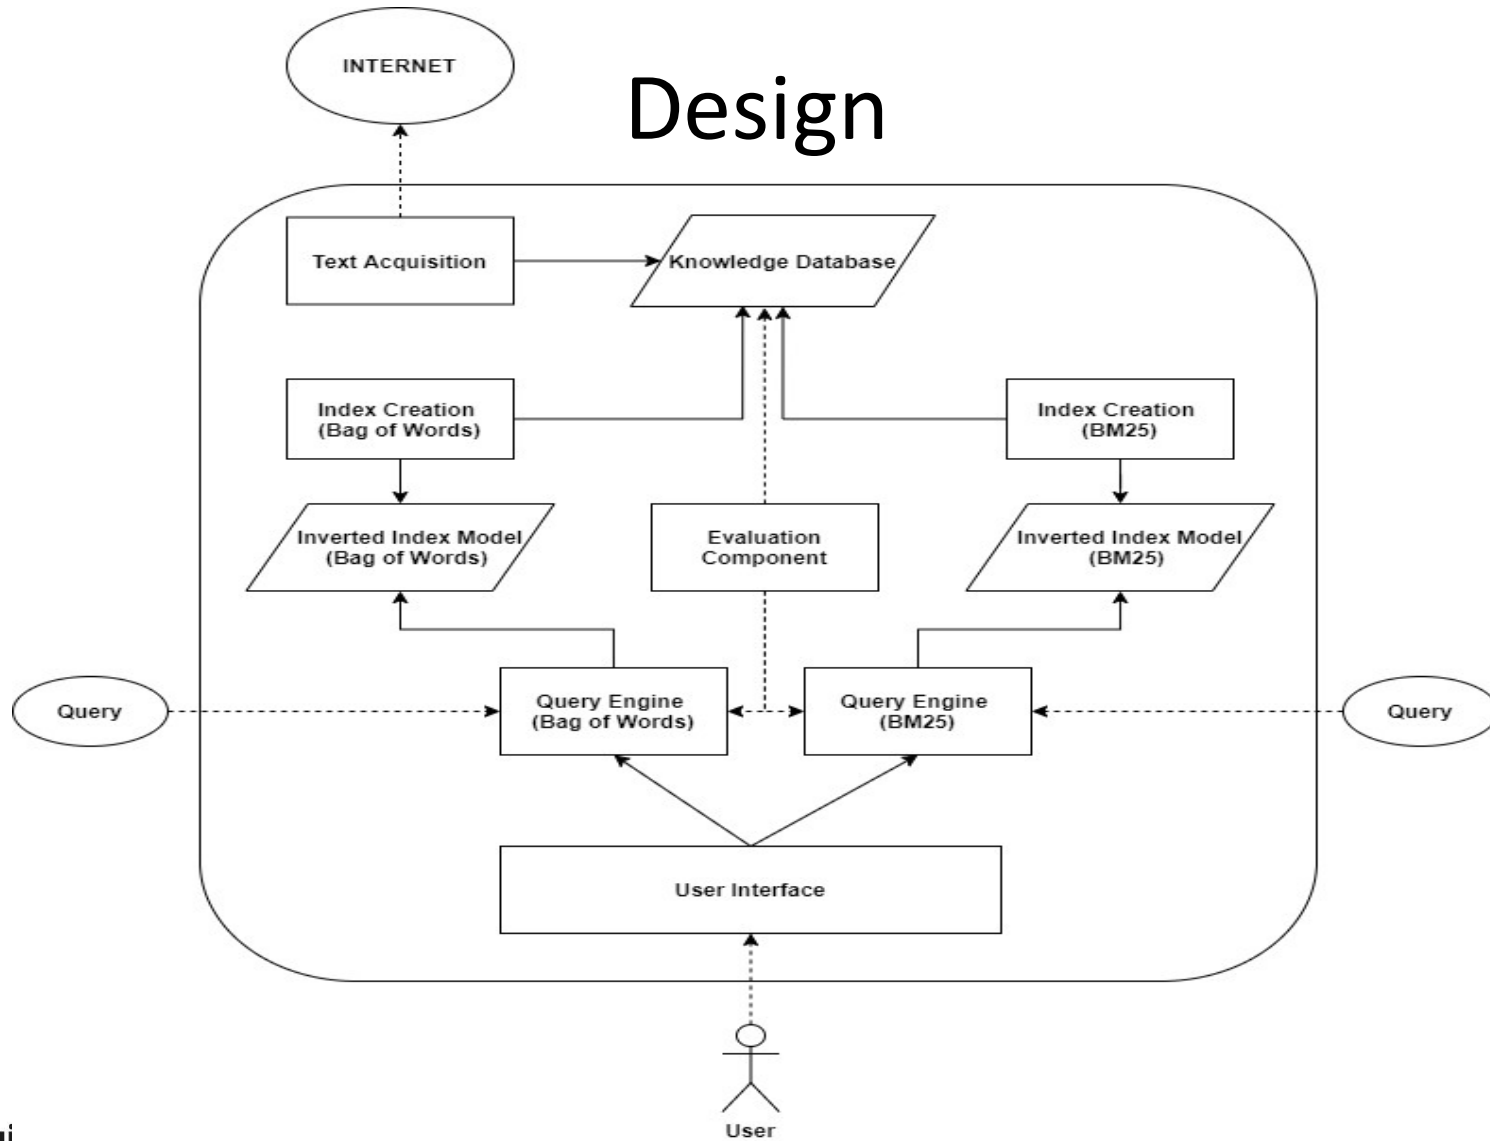 INTERNET
Design
Text Acquisition
Knowledge Database
Index Creation
(Bag of Words)
Index Creation
(BM25)
Inverted Index Model
(Bag of Words)
Evaluation
Component
Inverted Index Model
(BM25)
Query
Query Engine
(Bag of Words)
Query Engine
(BM25)
Query
User Interface
User